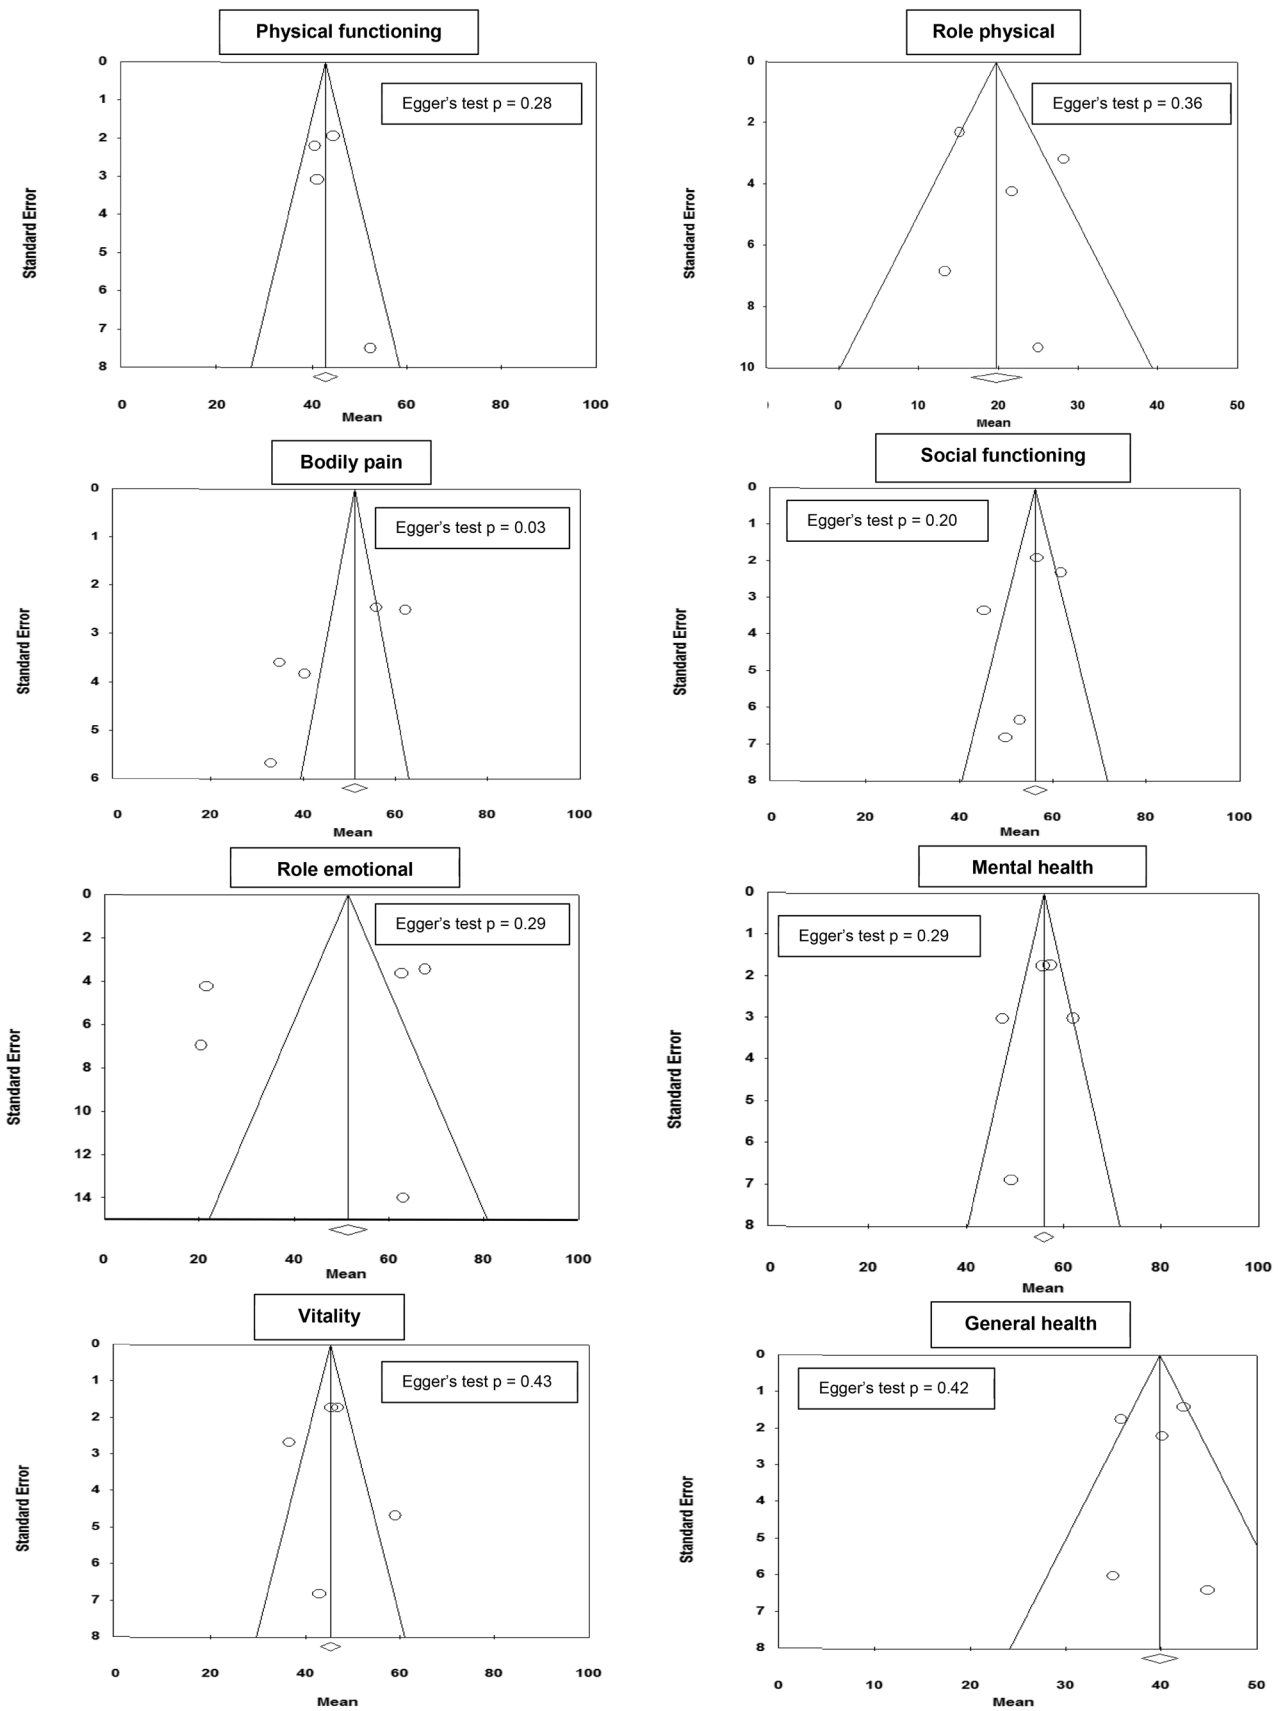 Physical functioning
Egger's test p = 0.28
Standard Error
0
1
2
3
4
5
6
7
8
0 20 40 60 80 100
Mean
Role physical
Egger's test p = 0.36
Standard Error
0
2
4
6
8
10
0 10 20 30 40 50
Mean
Bodily pain
Egger's test p = 0.03
Standard Error
0
1
2
3
4
5
6
0 20 40 60 80 100
Mean
Social functioning
Egger's test p = 0.20
Standard Error
0
1
2
3
4
5
6
7
8
0 20 40 60 80 100
Mean
Role emotional
Egger's test p = 0.29
Standard Error
0
2
4
6
8
10
12
14
0 20 40 60 80 100
Mean
Mental health
Egger's test p = 0.29
Standard Error
0
1
2
3
4
5
6
7
8
0 20 40 60 80 100
Mean
Vitality
Egger's test p = 0.43
Standard Error
0
1
2
3
4
5
6
7
8
0 20 40 60 80 100
Mean
General health
Egger's test p = 0.42
Standard Error
0
1
2
3
4
5
6
7
8
0 10 20 30 40 50
Mean